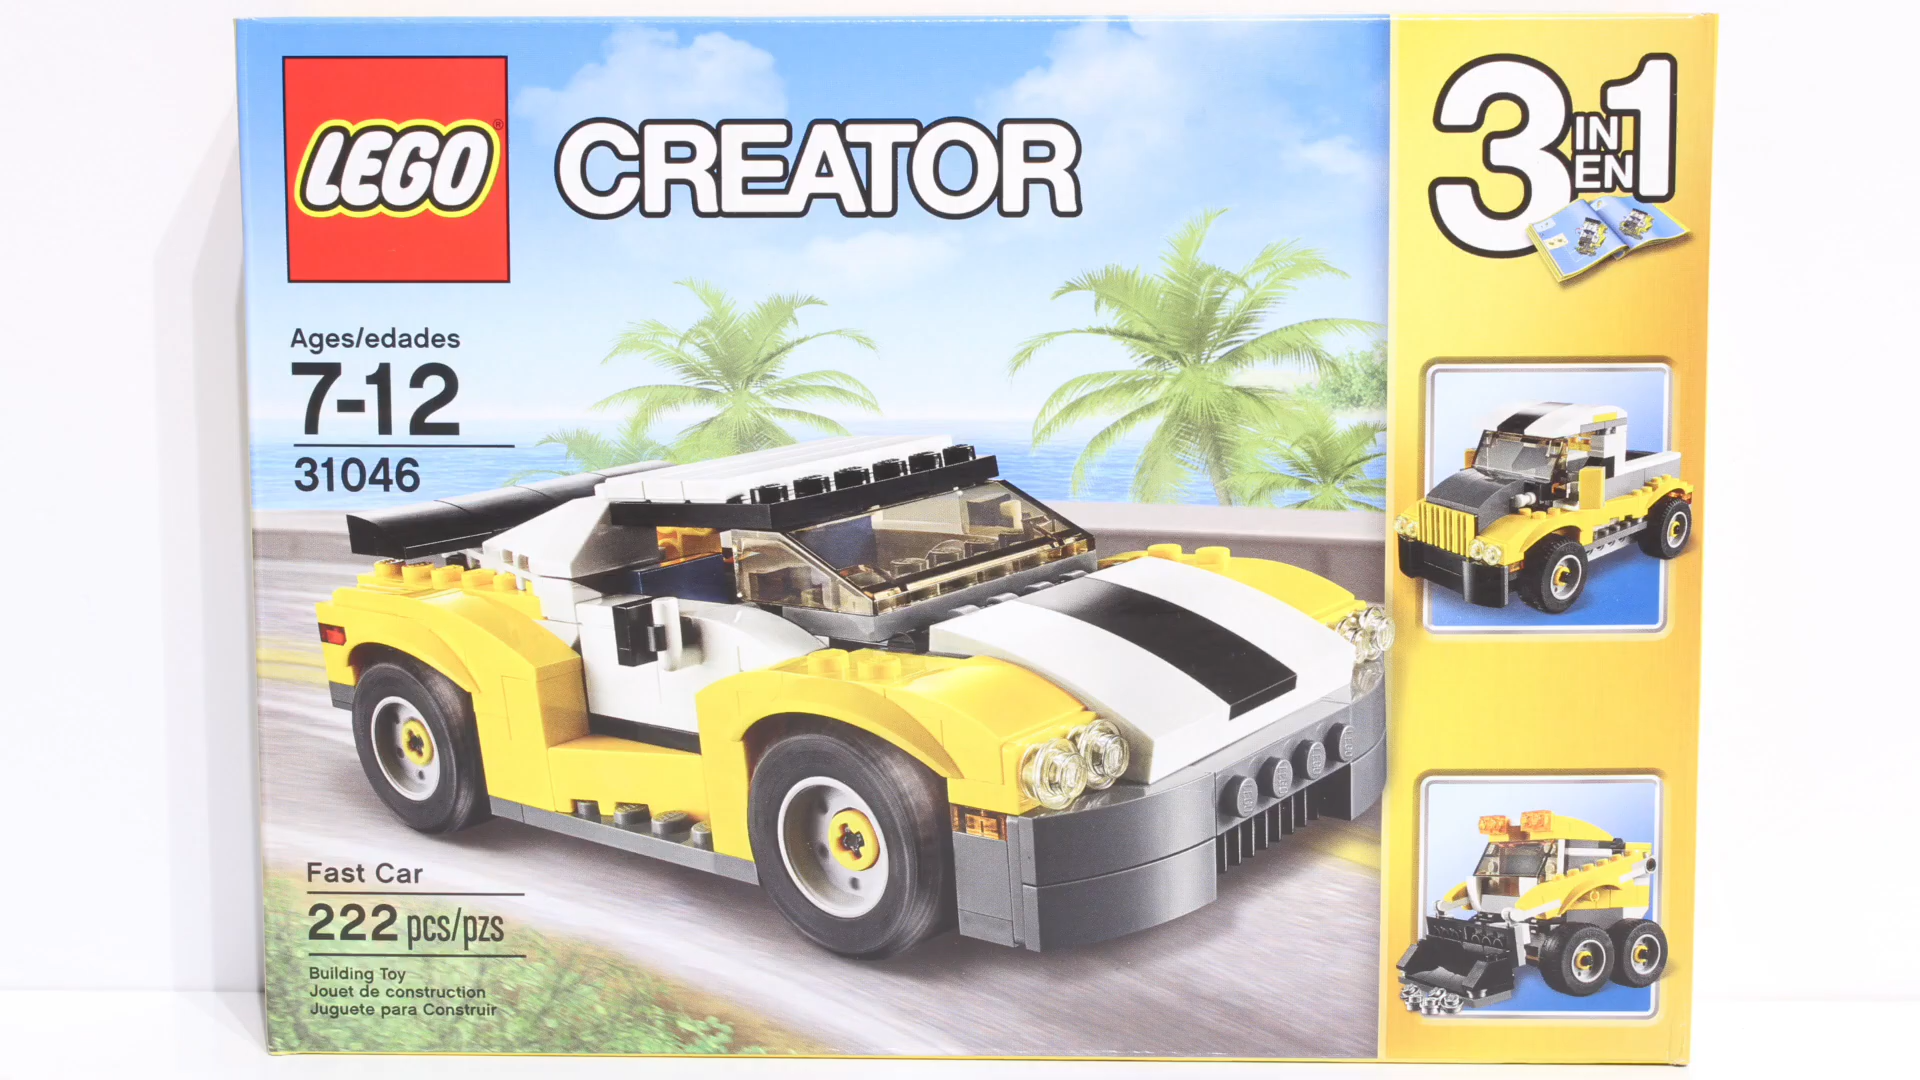 LEGO®
CREATOR
3 IN EN 1
Ages/edades
7-12
31046
Fast Car
222 pcs/pzs
Building Toy
Jouet de construction
Juguete para Construir